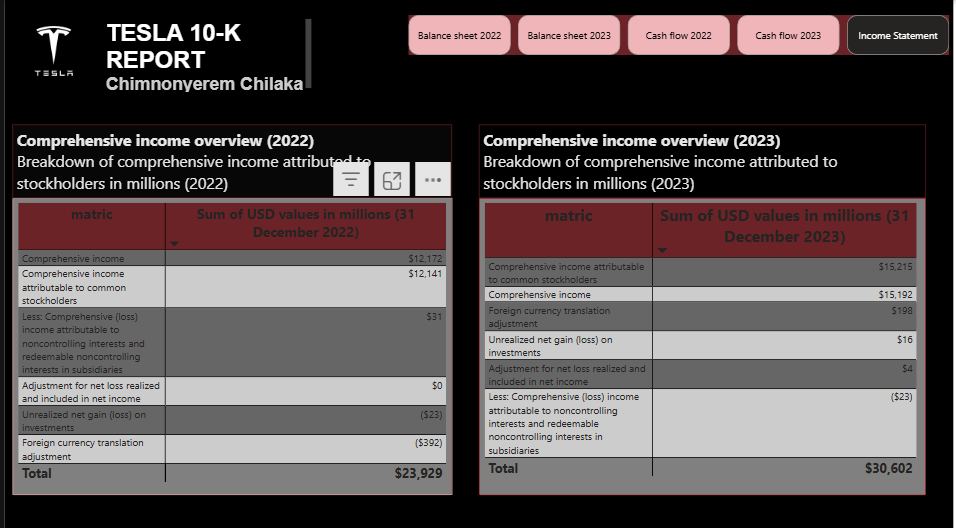 TESLA
TESLA 10-K
REPORT
Chimnonyerem Chilaka
Balance sheet 2022
Balance sheet 2023
Cash flow 2022
Cash flow 2023
Income Statement
Comprehensive income overview (2022)
Breakdown of comprehensive income attributed to
stockholders in millions (2022)
matric
Sum of USD values in millions (31
December 2022)
Comprehensive income
$12,172
Comprehensive income
attributable to common
stockholders
$12,141
Less: Comprehensive (loss)
income attributable to
noncontrolling interests and
redeemable noncontrolling
interests in subsidiaries
$31
Adjustment for net loss realized
and included in net income
$0
Unrealized net gain (loss) on
investments
($23)
Foreign currency translation
adjustment
($392)
Total
$23,929
Comprehensive income overview (2023)
Breakdown of comprehensive income attributed to
stockholders in millions (2023)
matric
Sum of USD values in millions (31
December 2023)
Comprehensive income attributable
to common stockholders
$15,215
Comprehensive income
$15,192
Foreign currency translation
adjustment
$198
Unrealized net gain (loss) on
investments
$16
Adjustment for net loss realized and
included in net income
$4
Less: Comprehensive (loss) income
attributable to noncontrolling
interests and redeemable
noncontrolling interests in
subsidiaries
($23)
Total
$30,602